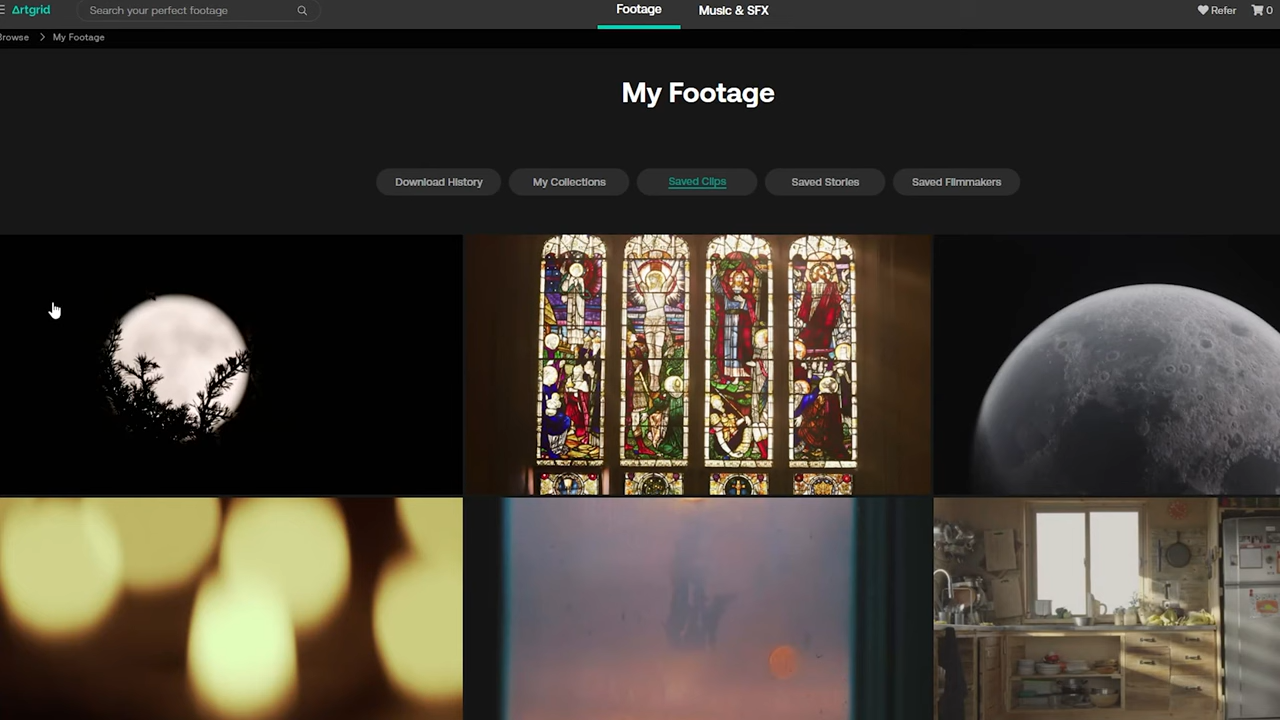 Artgrid
Search your perfect footage
Footage
Music & SFX
Refer
0
Browse
My Footage
My Footage
Download History
My Collections
Saved Clips
Saved Stories
Saved Filmmakers